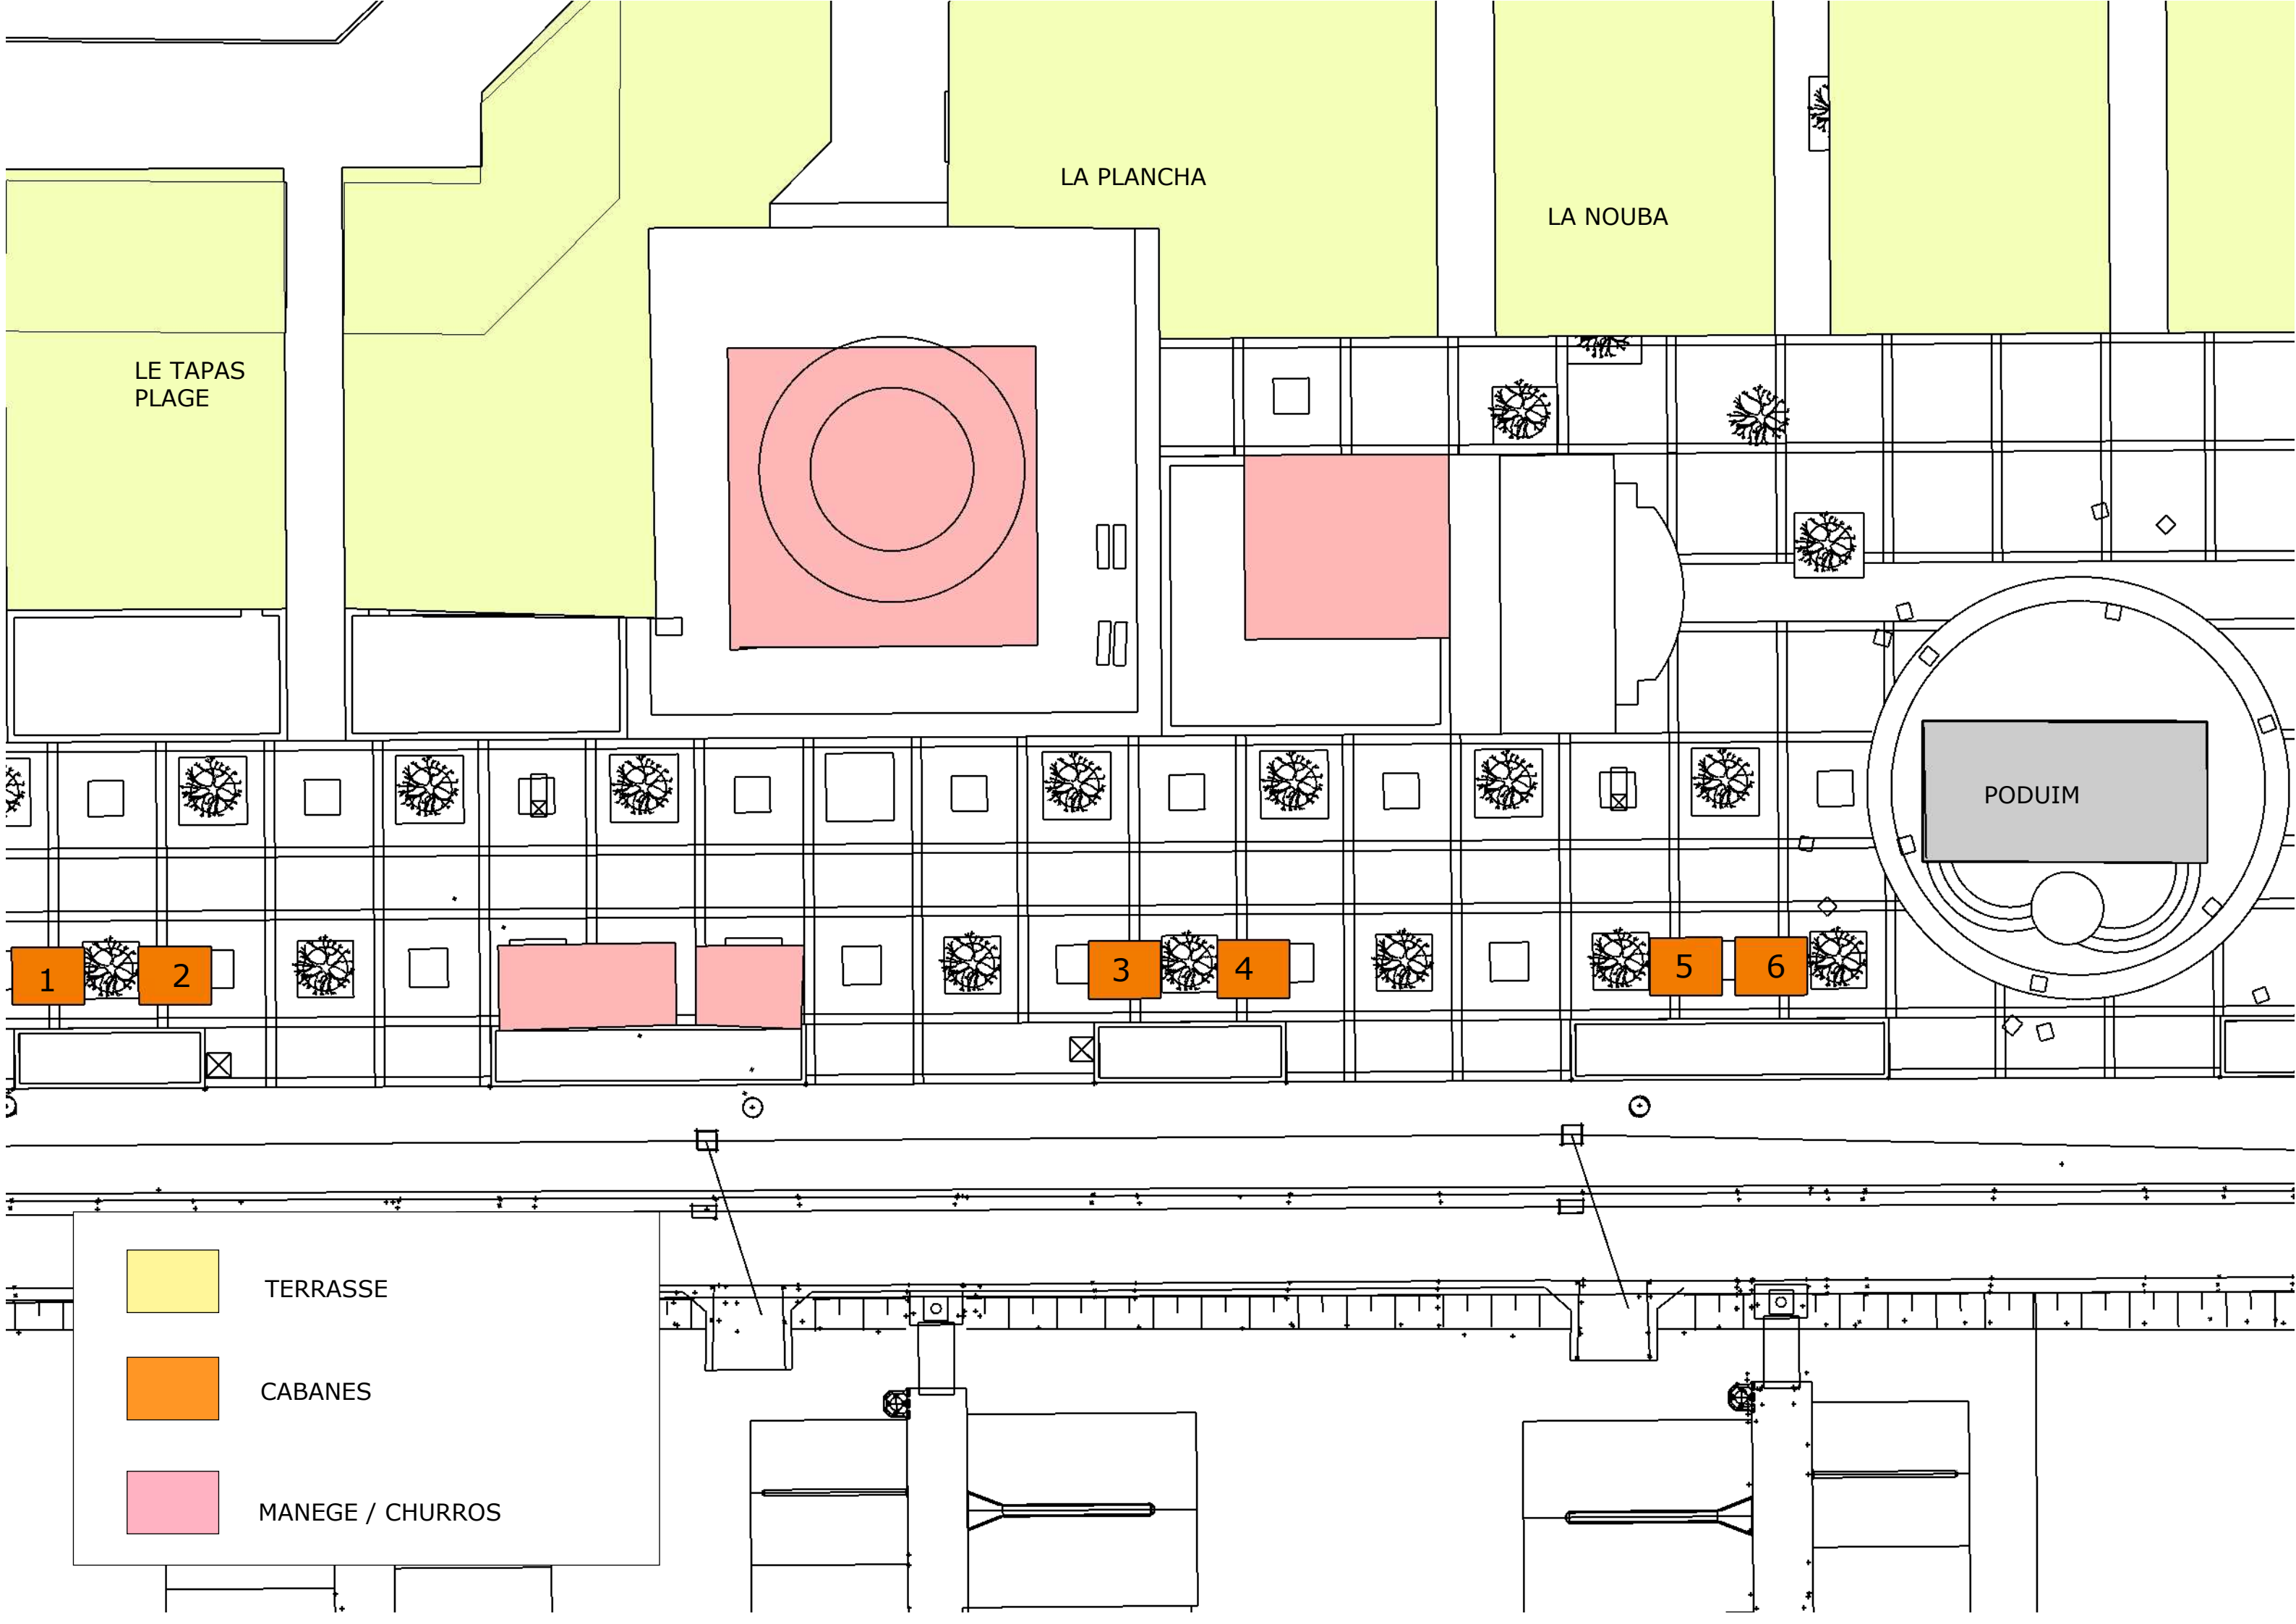 LA PLANCHA
LA NOUBA
LE TAPAS
PLAGE
PODUIM
1
2
3
4
5
6
TERRASSE
CABANES
MANEGE / CHURROS